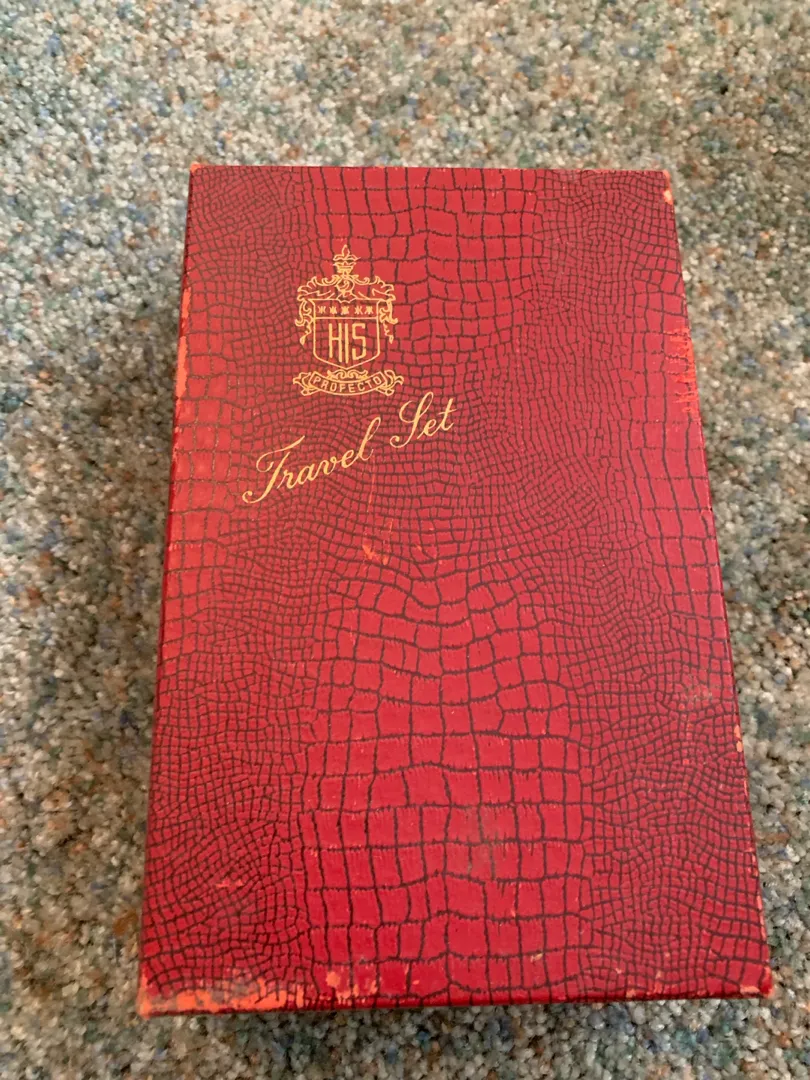 HIS
PROFECTO
Travel Set